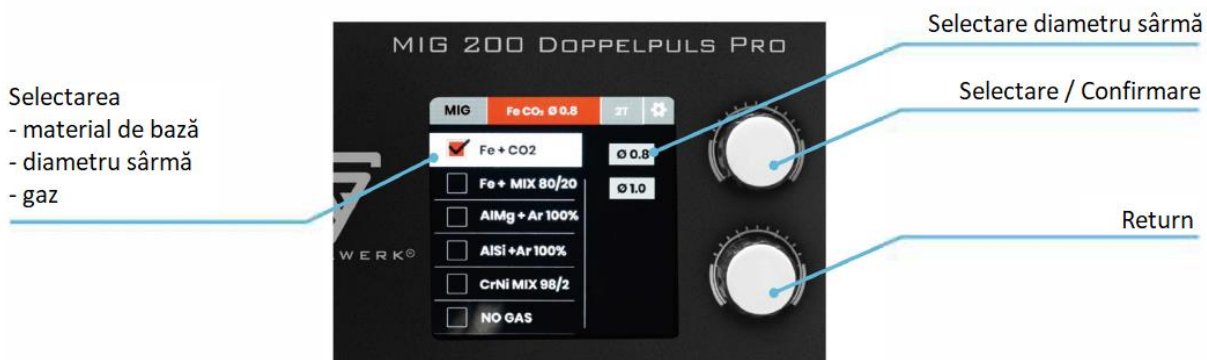 Selectare diametru sârmă
MIG 200 DOPPELPULS PRO
Selectare / Confirmare
Selectarea
- material de bază
- diametru sârmă
- gaz
MIG Fe CO₂ Ø 0.8 2T
Fe + CO2 Ø 0.8
Fe + MIX 80/20 Ø 1.0
AlMg + Ar 100%
AlSi +Ar 100%
CrNi MIX 98/2
NO GAS
Return
WERK®